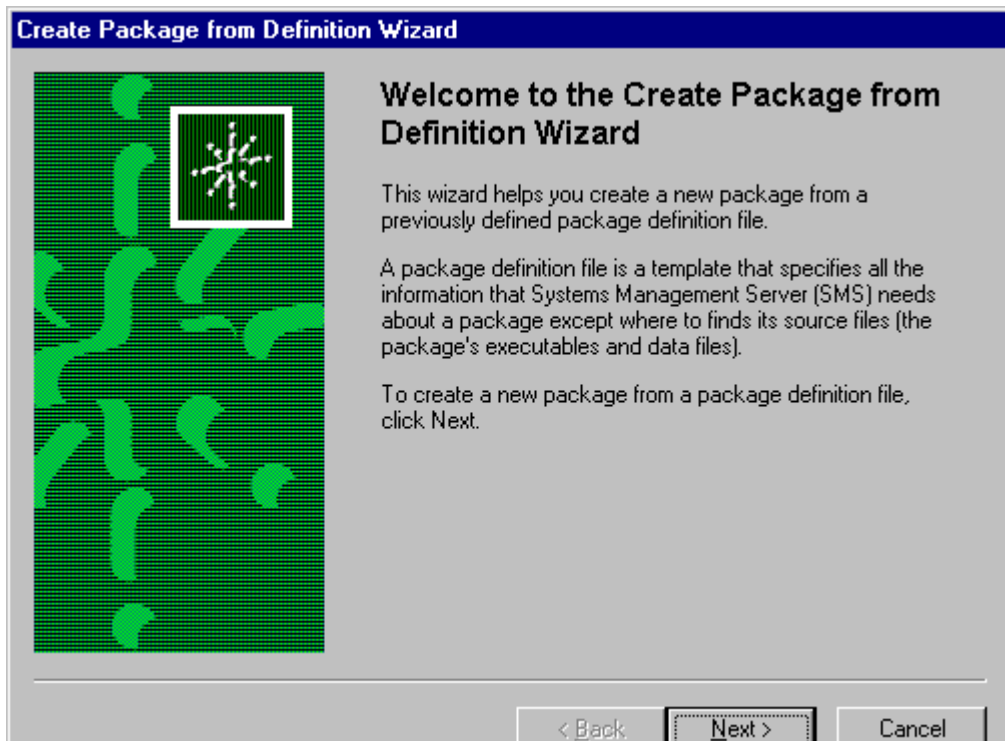 Create Package from Definition Wizard
Welcome to the Create Package from
Definition Wizard
This wizard helps you create a new package from a
previously defined package definition file.
A package definition file is a template that specifies all the
information that Systems Management Server (SMS) needs
about a package except where to finds its source files (the
package's executables and data files).
To create a new package from a package definition file,
click Next.
< Back
Next >
Cancel